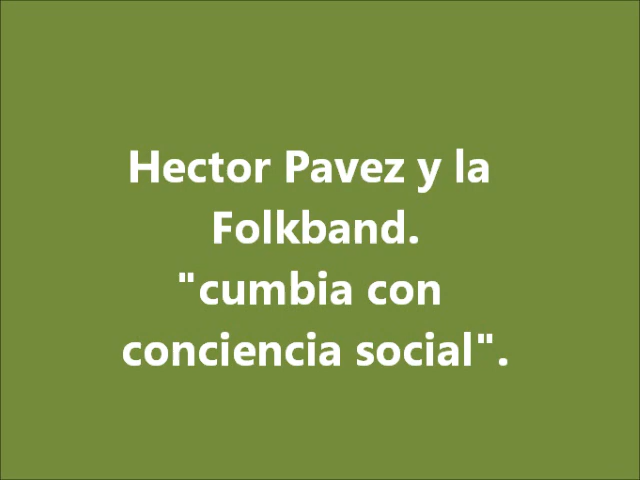 Hector Pavez y la
Folkband.
"cumbia con
conciencia social".